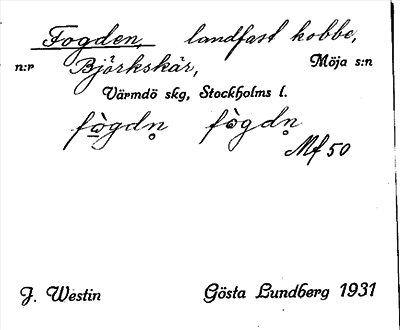 Fogden, landfast kobbe,
n:r Björkskär, Möja s:n
Värmdö skg, Stockholms l.
fògdn̥ fògdn̥
Mf 50
J. Westin Gösta Lundberg 1931